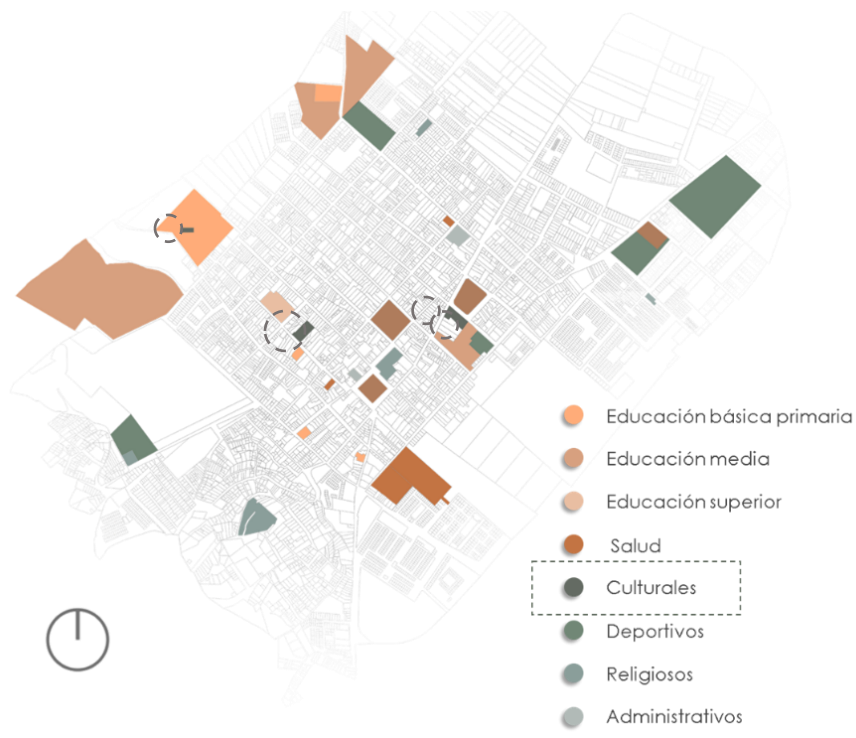 Educación básica primaria
Educación media
Educación superior
Salud
Culturales
Deportivos
Religiosos
Administrativos